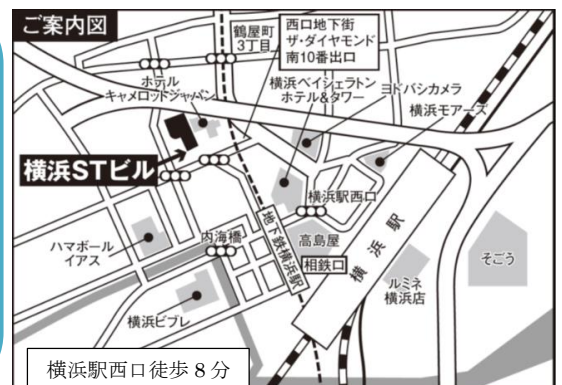 ご案内図
鶴屋町
3丁目
西口地下街
ザ・ダイヤモンド
南10番出口
ホテル
キャメロットジャパン
横浜ベイシェラトン
ホテル&タワー
ヨドバシカメラ
横浜モアーズ
横浜STビル
横浜駅西口
ハマボール
イアス
内海橋
地下鉄横浜駅
高島屋
相鉄口
横浜駅
ルミネ
横浜店
そごう
横浜ビブレ
横浜駅西口徒歩 8 分